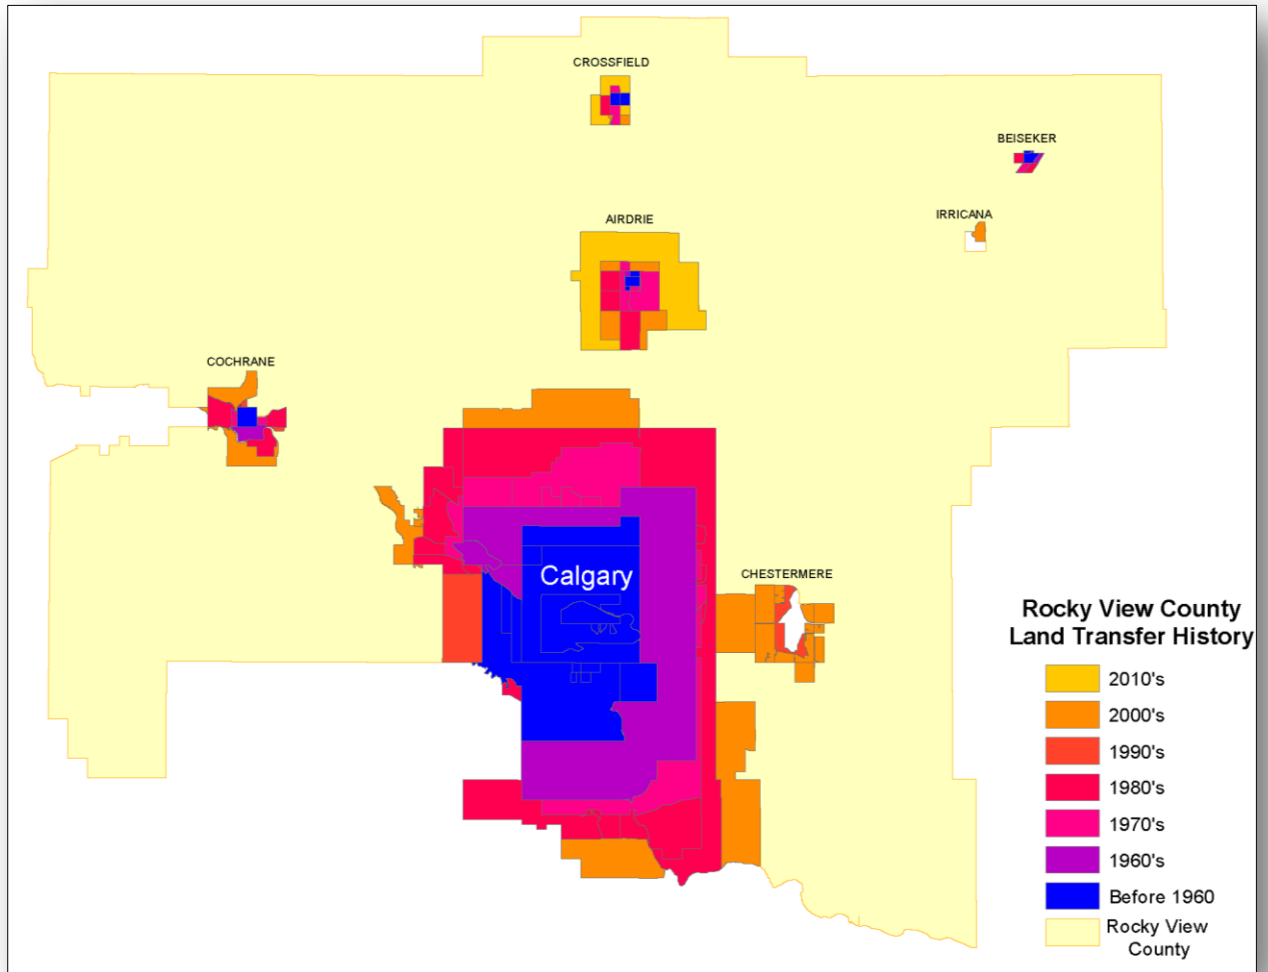 CROSSFIELD
BEISEKER
IRRICANA
AIRDRIE
COCHRANE
Calgary
CHESTERMERE
Rocky View County
Land Transfer History
2010's
2000's
1990's
1980's
1970's
1960's
Before 1960
Rocky View
County